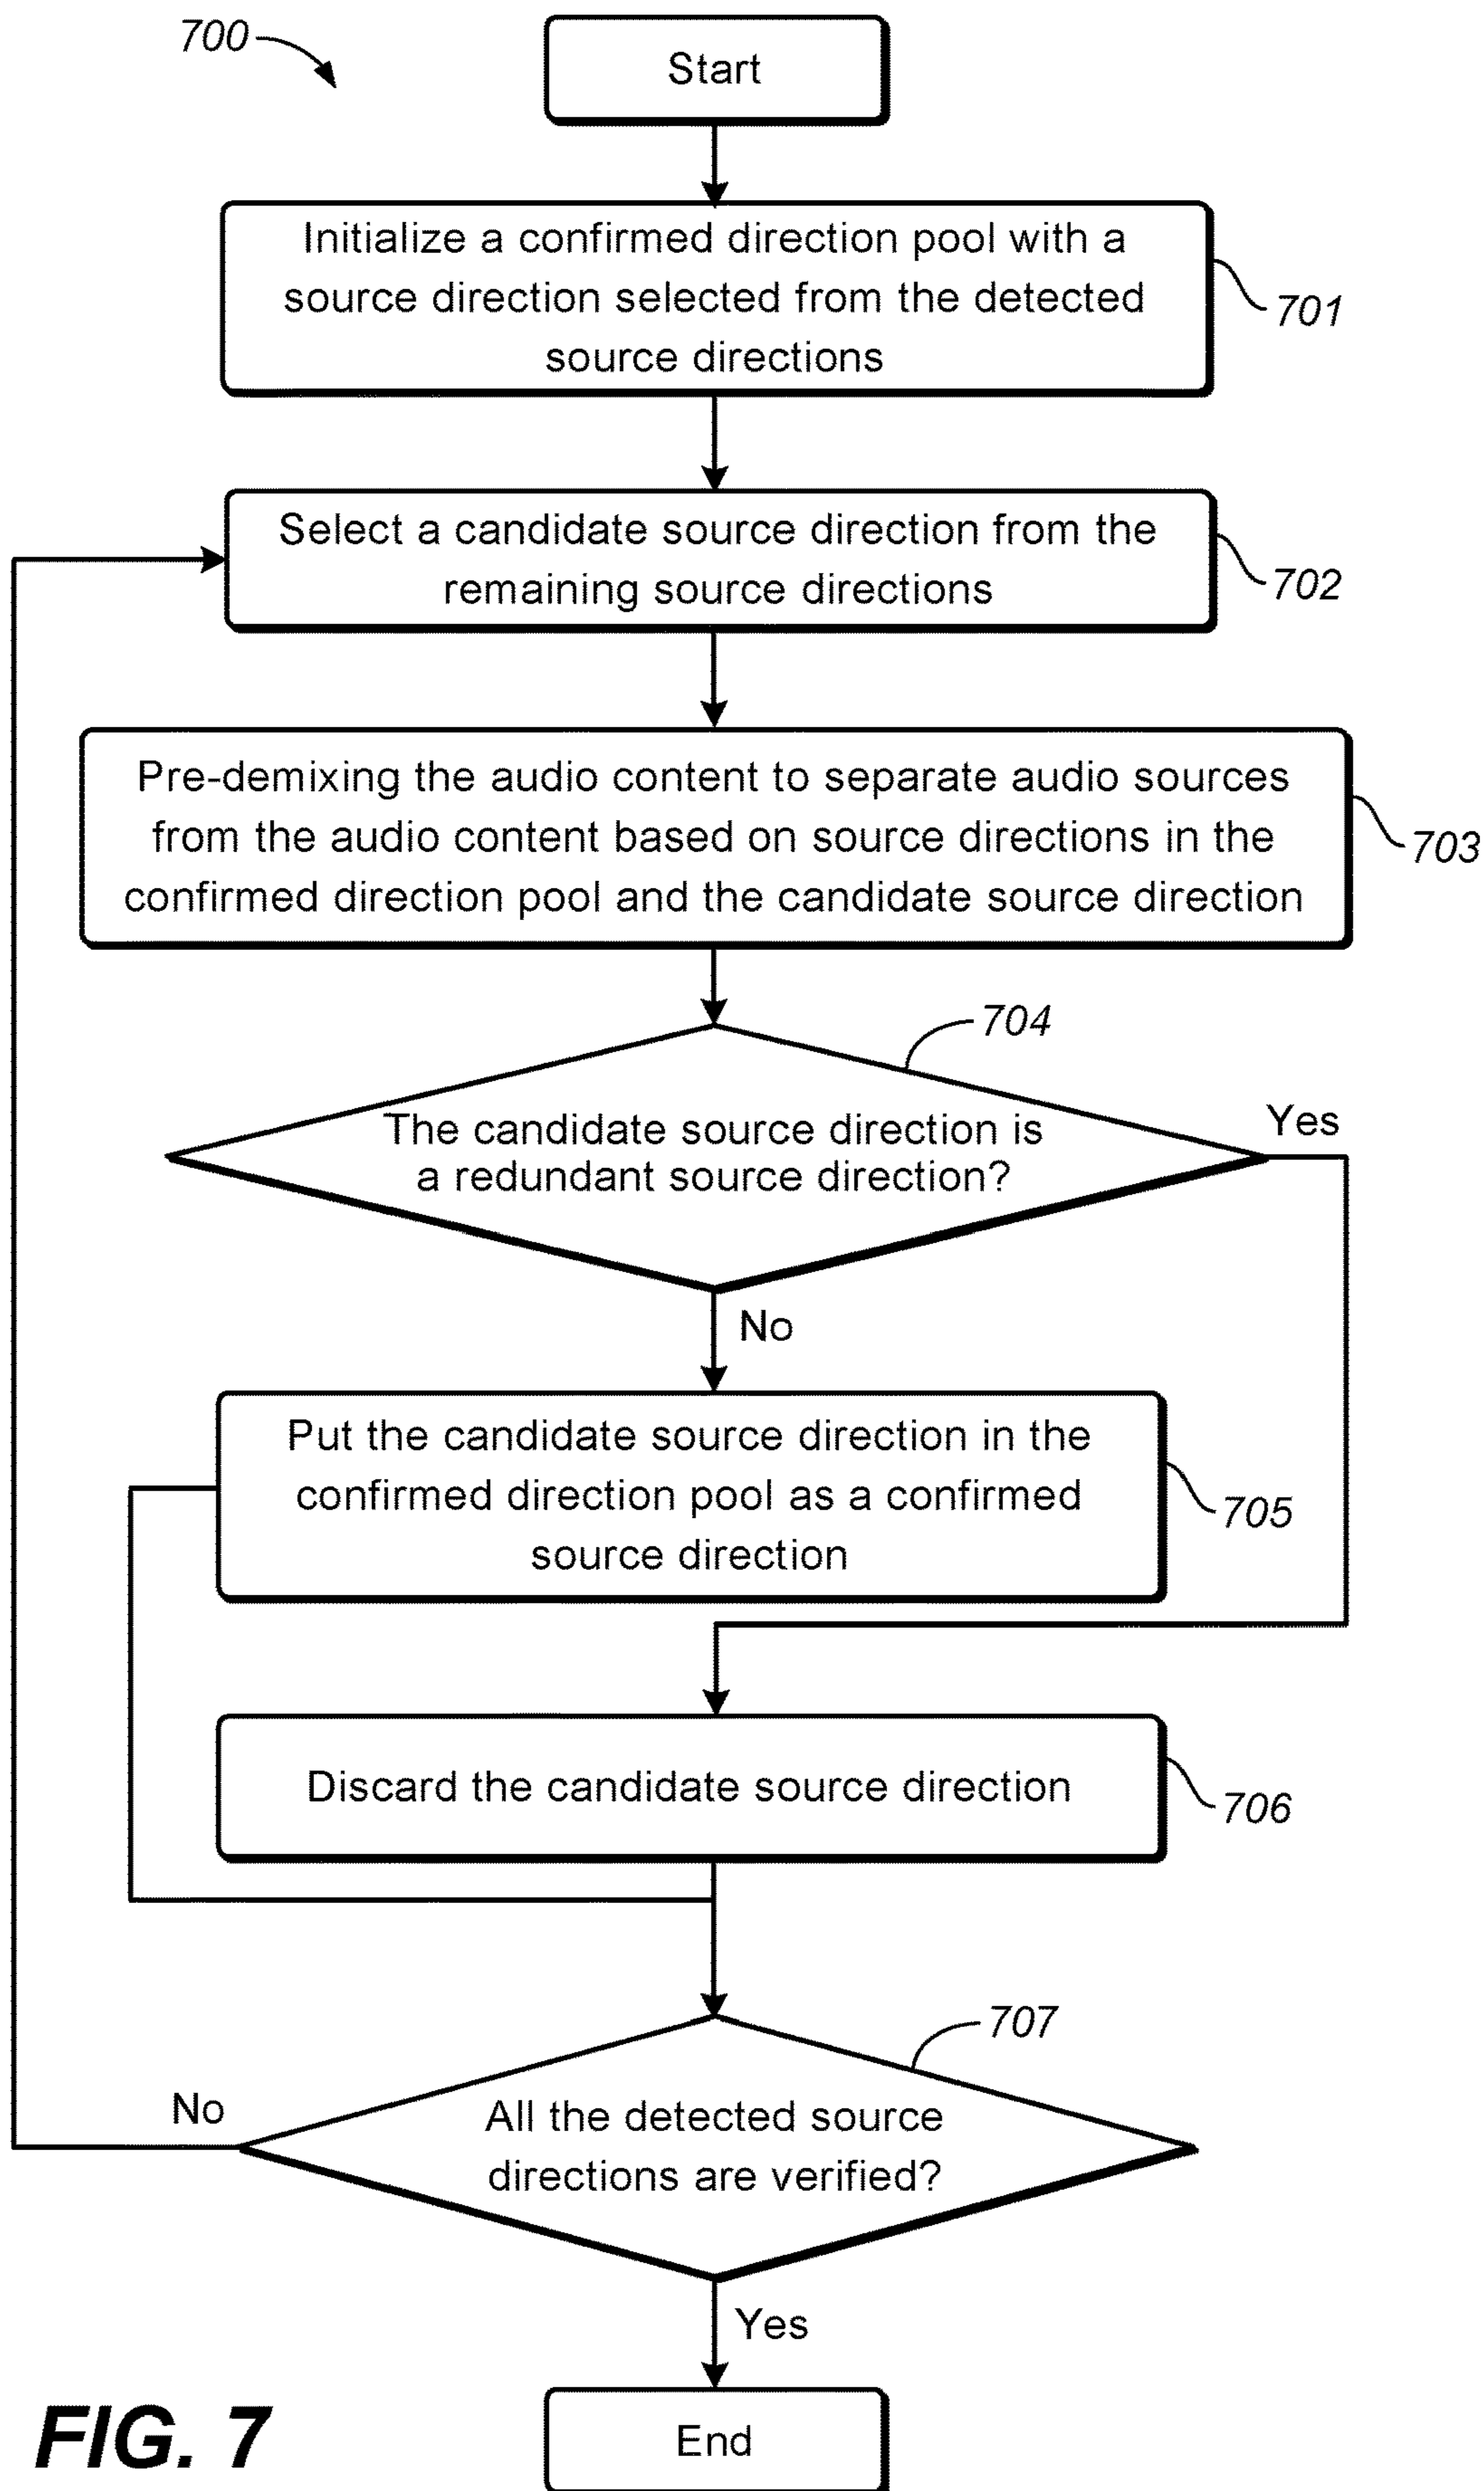 700
Start
Initialize a confirmed direction pool with a
source direction selected from the detected
source directions
701
Select a candidate source direction from the
remaining source directions
702
Pre-demixing the audio content to separate audio sources
from the audio content based on source directions in the
confirmed direction pool and the candidate source direction
703
704
The candidate source direction is
a redundant source direction?
Yes
No
Put the candidate source direction in the
confirmed direction pool as a confirmed
source direction
705
Discard the candidate source direction
706
707
All the detected source
directions are verified?
No
Yes
End
FIG. 7